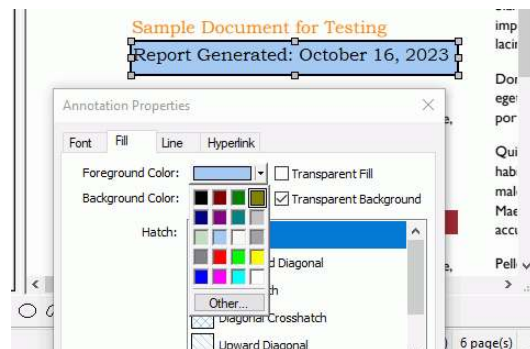 Sample Document for Testing
Report Generated: October 16, 2023
imp
lacir
Dor
eget
por
Qui
hab
male
Mae
accu
Pell
Annotation Properties
Font Fill Line Hyperlink
Foreground Color: Transparent Fill
Background Color: Transparent Background
Hatch:
d Diagonal
Other...
Diagonal Crosshatch
Upward Diagonal
6 page(s)